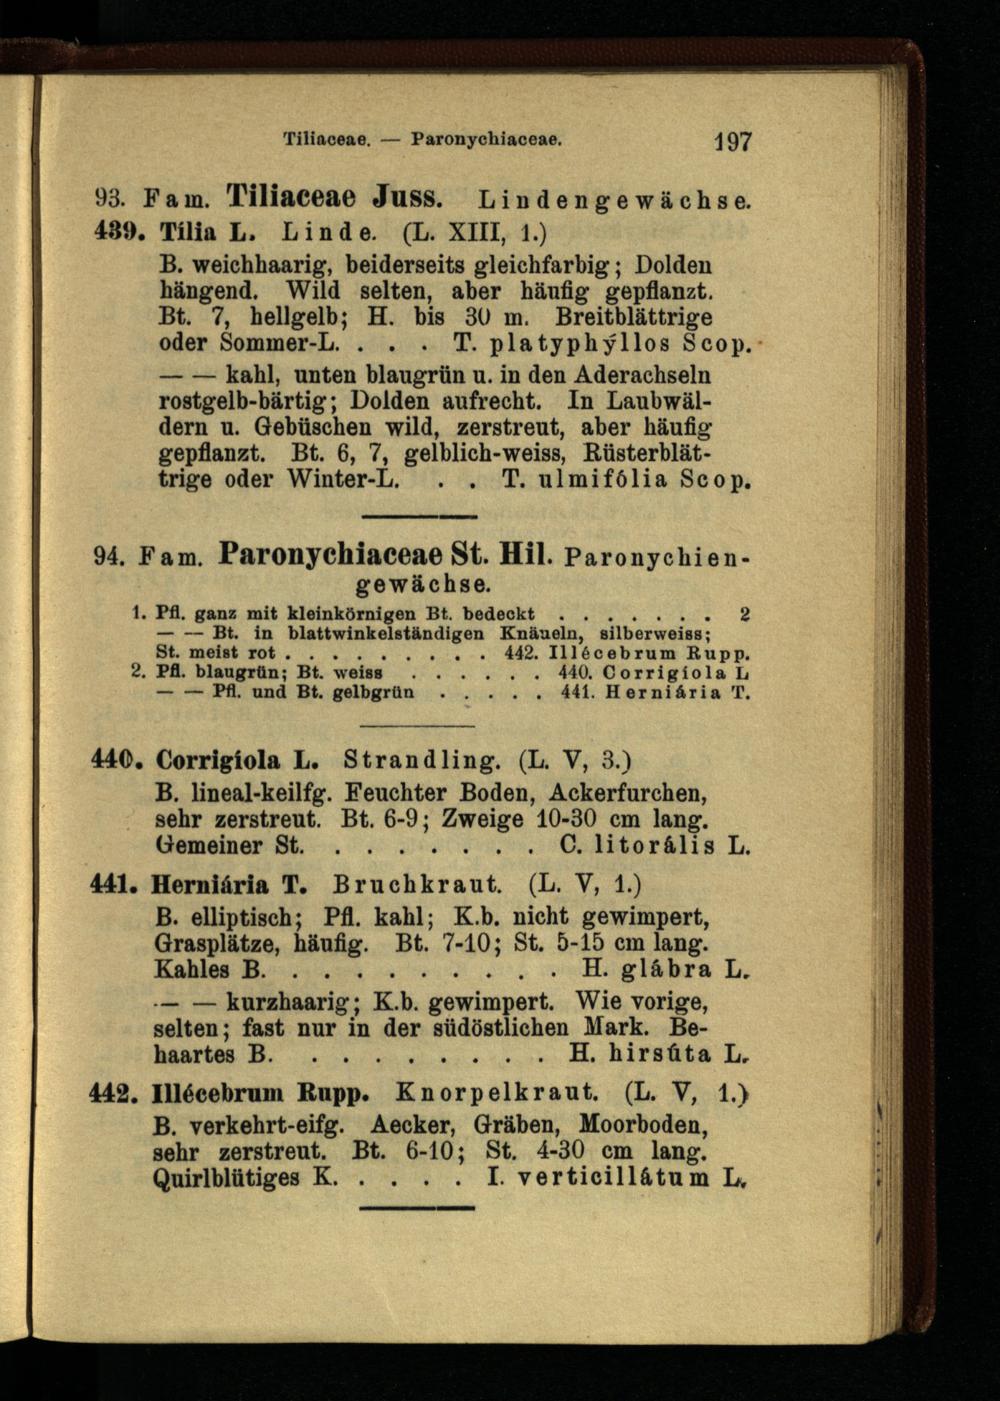 Tiliaceae. — Paronychiaceae. 197
93. Fam. Tiliaceae Juss. Lindengewächse.
439. Tilia L. Linde. (L. XIII, 1.)
B. weichhaarig, beiderseits gleichfarbig; Dolden
hängend. Wild selten, aber häufig gepflanzt.
Bt. 7, hellgelb; H. bis 30 m. Breitblättrige
oder Sommer-L. . . . T. platyphýllos Scop.
— — kahl, unten blaugrün u. in den Aderachseln
rostgelb-bärtig; Dolden aufrecht. In Laubwäl-
dern u. Gebüschen wild, zerstreut, aber häufig
gepflanzt. Bt. 6, 7, gelblich-weiss, Rüsterblät-
trige oder Winter-L. . . T. ulmifólia Scop.
94. Fam. Paronychiaceae St. Hil. Paronychien-
gewächse.
1. Pfl. ganz mit kleinkörnigen Bt. bedeckt . . . . . . . 2
— — Bt. in blattwinkelständigen Knäueln, silberweiss;
St. meist rot . . . . . . . . . 442. Illécebrum Rupp.
2. Pfl. blaugrün; Bt. weiss . . . . . . 440. Corrigíola L
— — Pfl. und Bt. gelbgrün . . . . . 441. Herniária T.
440. Corrigíola L. Strandling. (L. V, 3.)
B. lineal-keilfg. Feuchter Boden, Ackerfurchen,
sehr zerstreut. Bt. 6-9; Zweige 10-30 cm lang.
Gemeiner St. . . . . . . . . C. litorális L.
441. Herniária T. Bruchkraut. (L. V, 1.)
B. elliptisch; Pfl. kahl; K.b. nicht gewimpert,
Grasplätze, häufig. Bt. 7-10; St. 5-15 cm lang.
Kahles B. . . . . . . . . . . H. glábra L.
— — kurzhaarig; K.b. gewimpert. Wie vorige,
selten; fast nur in der südöstlichen Mark. Be-
haartes B. . . . . . . . . . H. hirsúta L.
442. Illécebrum Rupp. Knorpelkraut. (L. V, 1.)
B. verkehrt-eifg. Aecker, Gräben, Moorboden,
sehr zerstreut. Bt. 6-10; St. 4-30 cm lang.
Quirlblütiges K. . . . . I. verticillátum L.